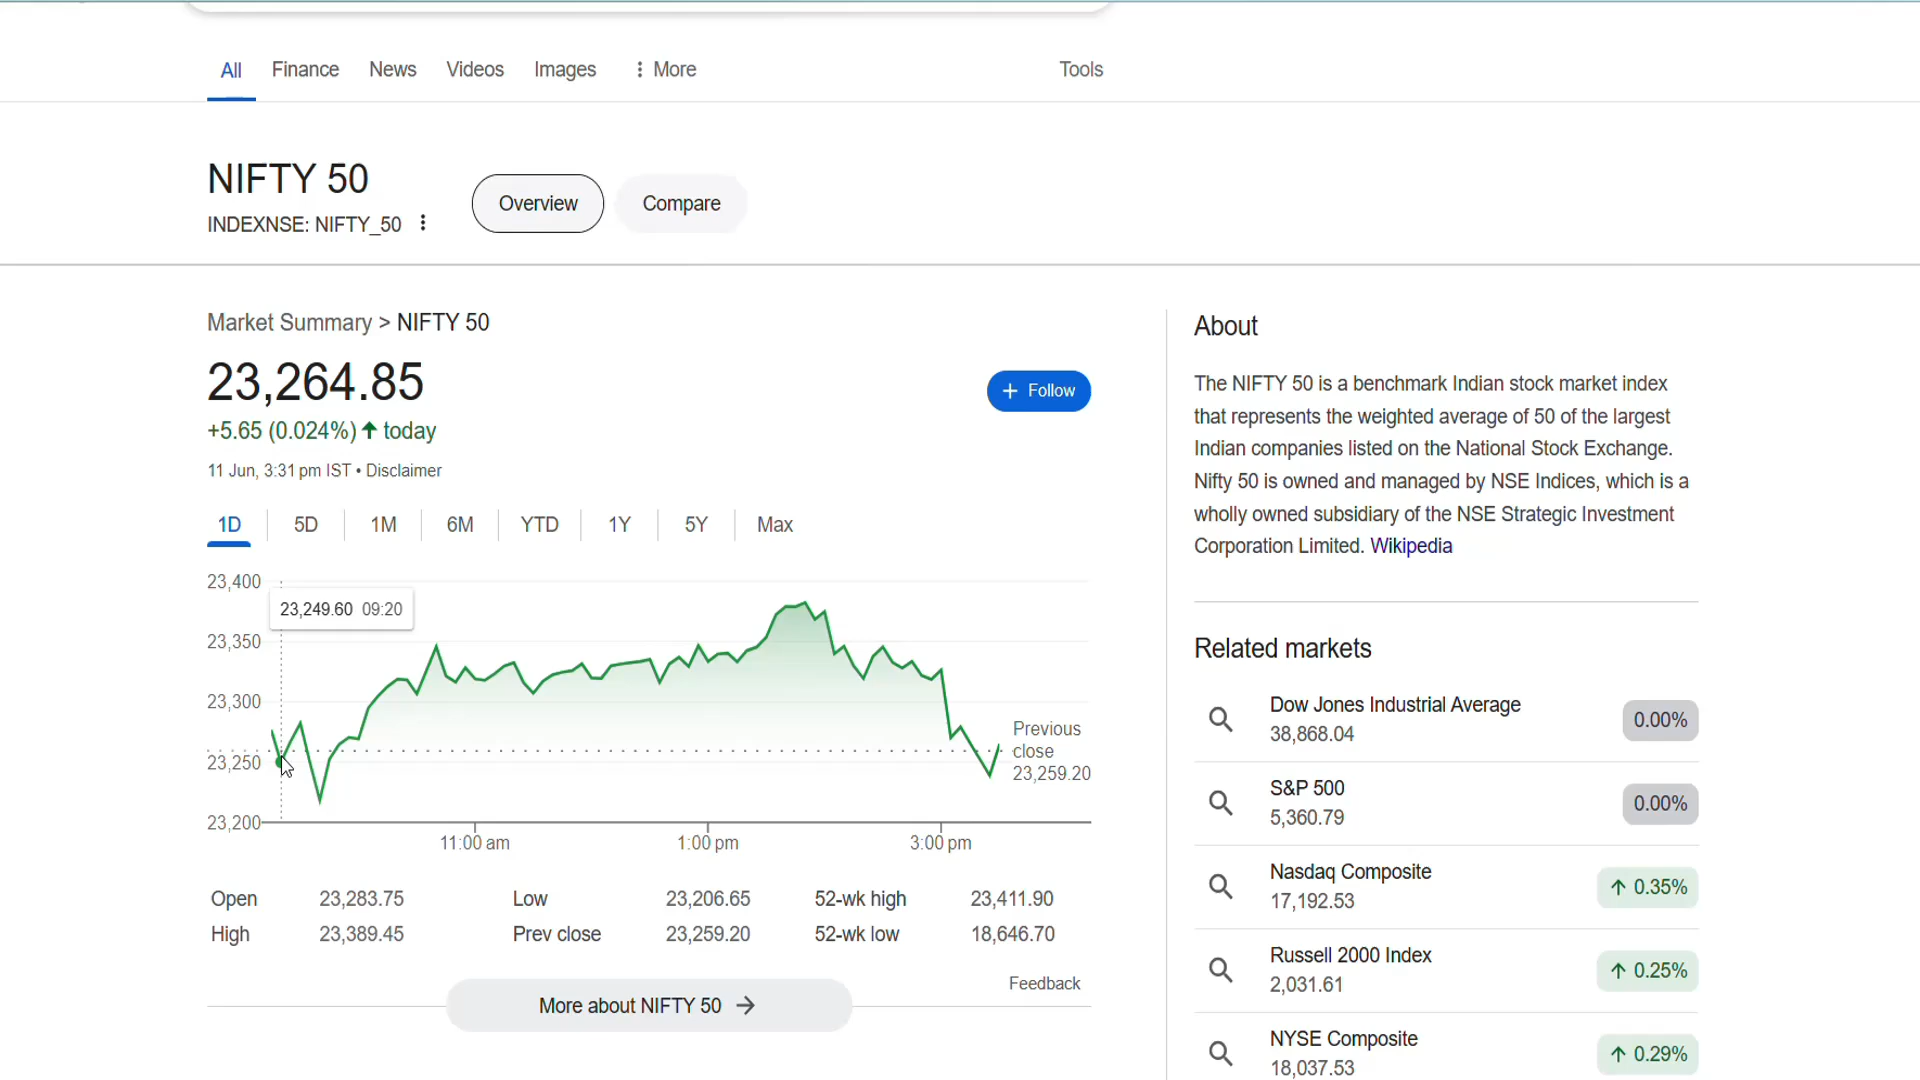 All
Finance
News
Videos
Images
More
Tools
NIFTY 50
INDEXNSE: NIFTY_50
Overview
Compare
Market Summary > NIFTY 50
23,264.85
+5.65 (0.024%) ↑ today
11 Jun, 3:31 pm IST • Disclaimer
+ Follow
1D
5D
1M
6M
YTD
1Y
5Y
Max
23,400
23,350
23,300
23,250
23,200
23,249.60 09:20
Previous
close
23,259.20
11:00 am
1:00 pm
3:00 pm
Open 23,283.75
Low 23,206.65
52-wk high 23,411.90
High 23,389.45
Prev close 23,259.20
52-wk low 18,646.70
Feedback
More about NIFTY 50 →
About
The NIFTY 50 is a benchmark Indian stock market index
that represents the weighted average of 50 of the largest
Indian companies listed on the National Stock Exchange.
Nifty 50 is owned and managed by NSE Indices, which is a
wholly owned subsidiary of the NSE Strategic Investment
Corporation Limited. Wikipedia
Related markets
Dow Jones Industrial Average
38,868.04
0.00%
S&P 500
5,360.79
0.00%
Nasdaq Composite
17,192.53
↑ 0.35%
Russell 2000 Index
2,031.61
↑ 0.25%
NYSE Composite
18,037.53
↑ 0.29%